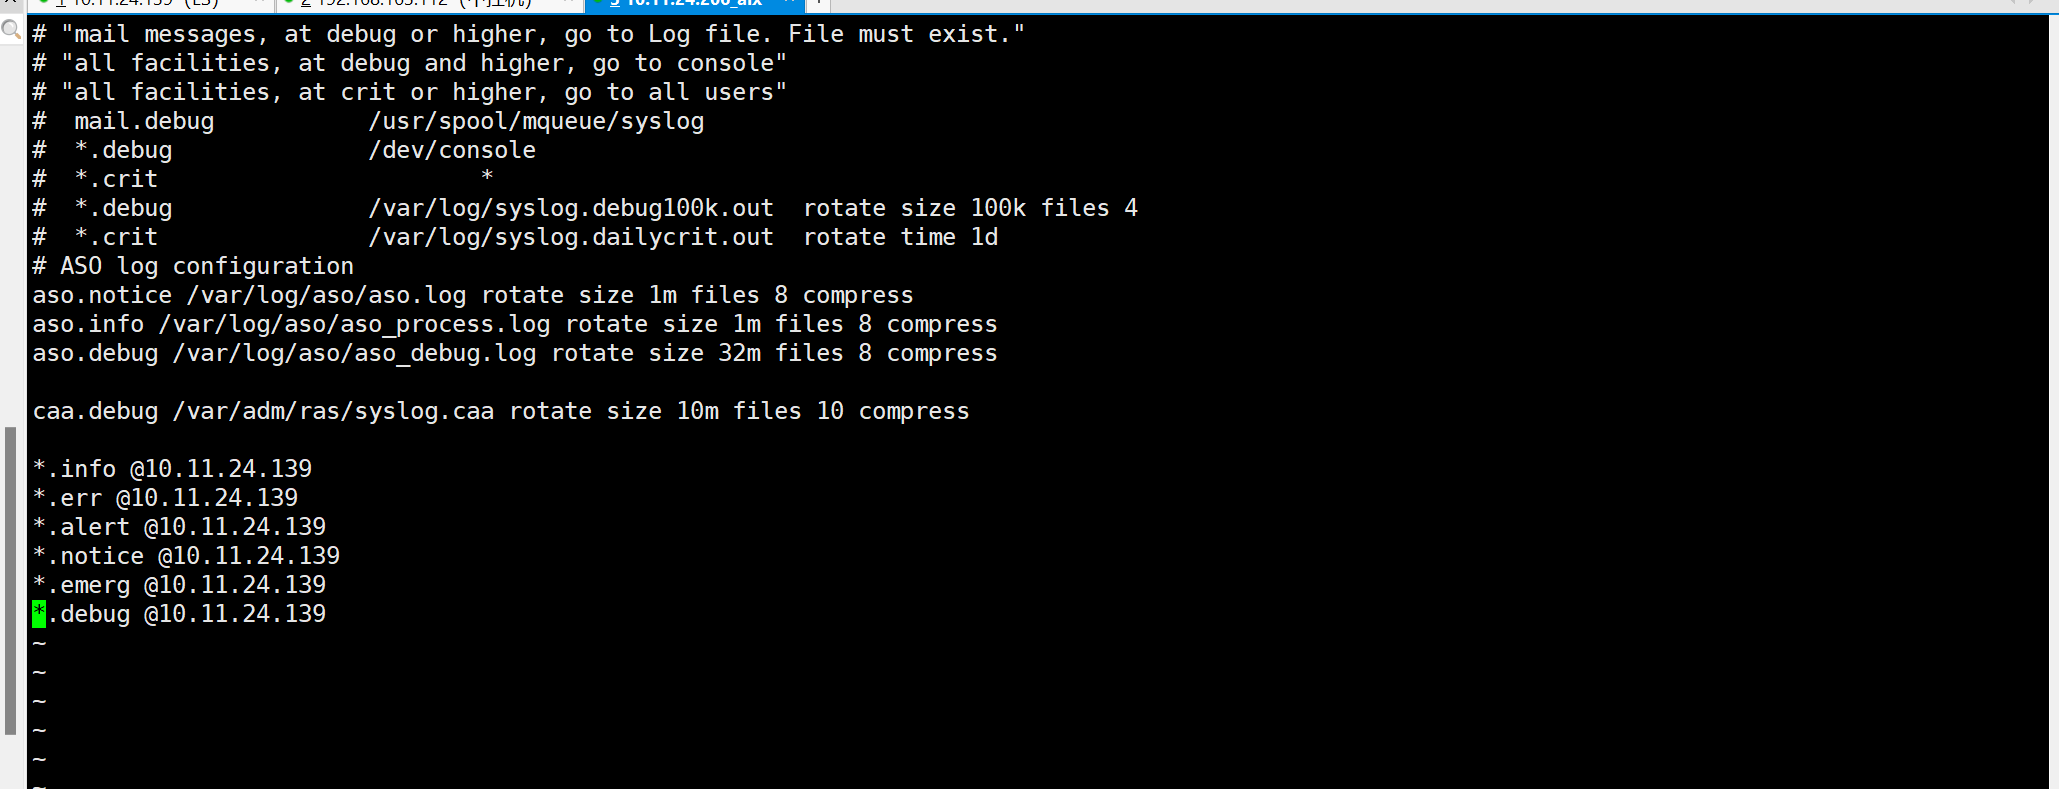 # "mail messages, at debug or higher, go to Log file. File must exist."
# "all facilities, at debug and higher, go to console"
# "all facilities, at crit or higher, go to all users"
#  mail.debug           /usr/spool/mqueue/syslog
#  *.debug              /dev/console
#  *.crit                       *
#  *.debug              /var/log/syslog.debug100k.out  rotate size 100k files 4
#  *.crit               /var/log/syslog.dailycrit.out  rotate time 1d
# ASO log configuration
aso.notice /var/log/aso/aso.log rotate size 1m files 8 compress
aso.info /var/log/aso/aso_process.log rotate size 1m files 8 compress
aso.debug /var/log/aso/aso_debug.log rotate size 32m files 8 compress
caa.debug /var/adm/ras/syslog.caa rotate size 10m files 10 compress
*.info @10.11.24.139
*.err @10.11.24.139
*.alert @10.11.24.139
*.notice @10.11.24.139
*.emerg @10.11.24.139
*.debug @10.11.24.139
~
~
~
~
~
~